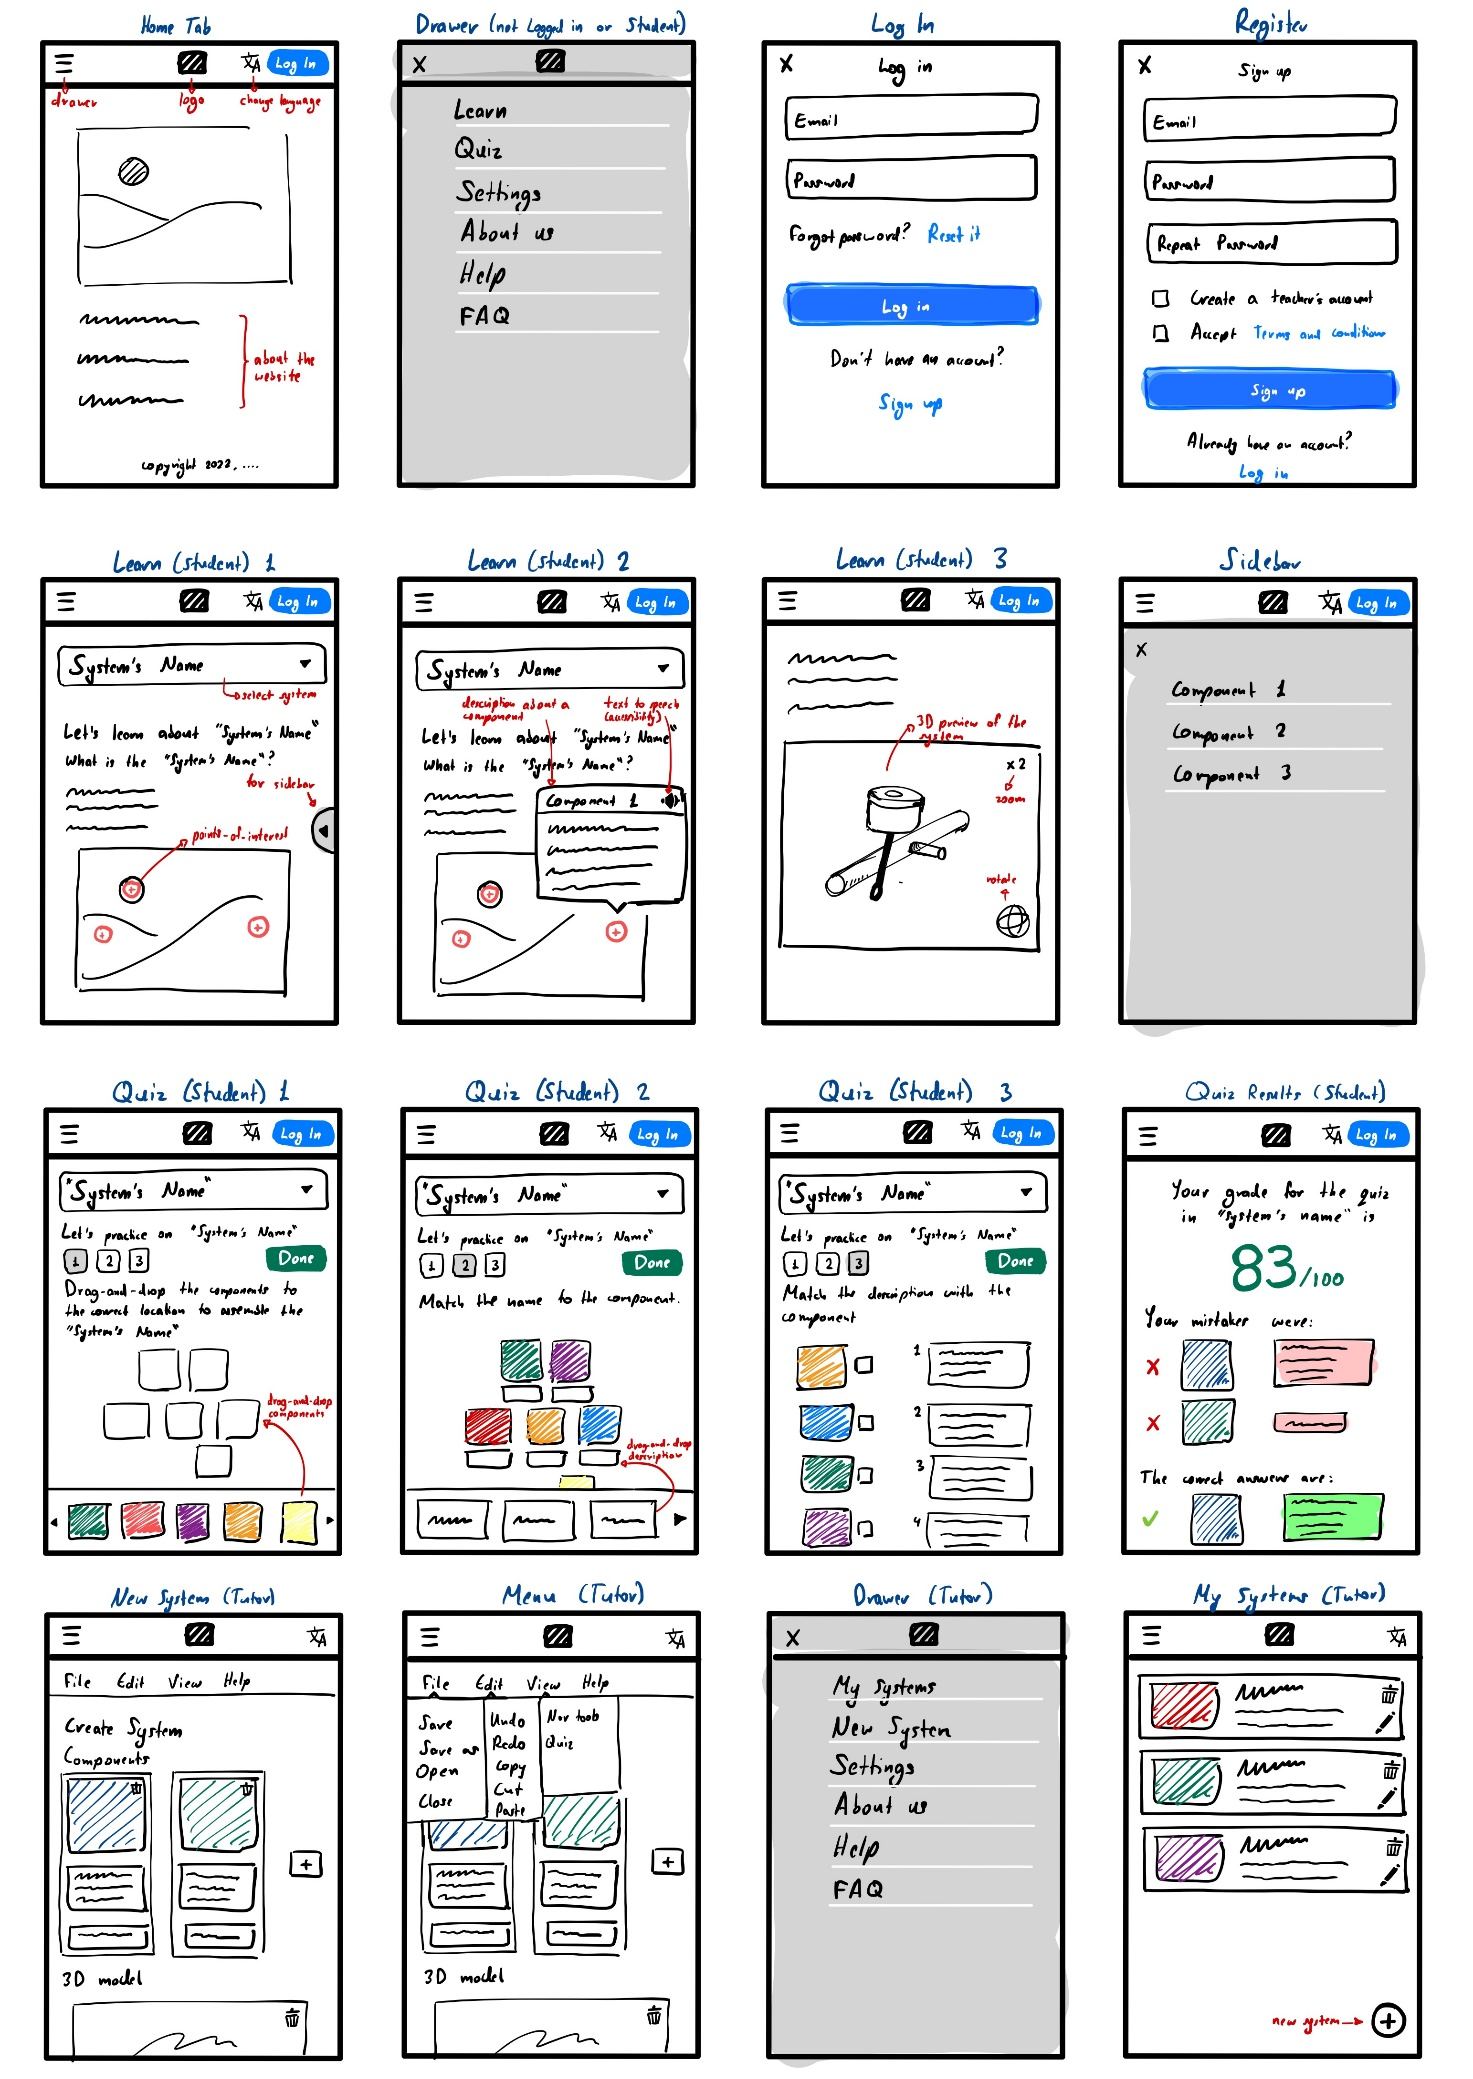 Home Tab
Log In
drawer
logo
change language
about the
website
copyright 2022, ....
Drawer (not Logged in or Student)
X
Learn
Quiz
Settings
About us
Help
FAQ
Log In
X
Log in
Email
Password
Forgot password? Reset it
Log in
Don't have an account?
Sign up
Register
X
Sign up
Email
Password
Repeat Password
Create a teacher's account
Accept Terms and conditions
Sign up
Already have an account?
Log in
Learn (Student) 1
Log In
System's Name
select system
Let's learn about "System's Name"
What is the "System's Name"?
for sidebar
points-of-interest
Learn (Student) 2
Log In
System's Name
description about a
component
text to speech
(accessibility)
Let's learn about "System's Name"
What is the "System's Name"?
Component 1
Learn (Student) 3
Log In
3D preview of the
system
x2
zoom
rotate
Sidebar
Log In
X
Component 1
Component 2
Component 3
Quiz (Student) 1
Log In
"System's Name"
Let's practice on "System's Name"
1 2 3
Done
Drag-and-drop the components to
the correct location to assemble the
"System's Name"
drag-and-drop
components
Quiz (Student) 2
Log In
"System's Name"
Let's practice on "System's Name"
1 2 3
Done
Match the name to the component.
drag-and-drop
description
Quiz (Student) 3
Log In
"System's Name"
Let's practice on "System's Name"
1 2 3
Done
Match the description with the
component
1
2
3
4
Quiz Results (Student)
Log In
Your grade for the quiz
in "system's name" is
83/100
Your mistakes were:
X
X
The correct answers are:
New System (Tutor)
File Edit View Help
Create System
Components
3D model
Menu (Tutor)
File Edit View Help
Save
Save as
Open
Close
Undo
Redo
Copy
Cut
Paste
Nav tools
Quiz
3D model
Drawer (Tutor)
X
My Systems
New System
Settings
About us
Help
FAQ
My Systems (Tutor)
new system